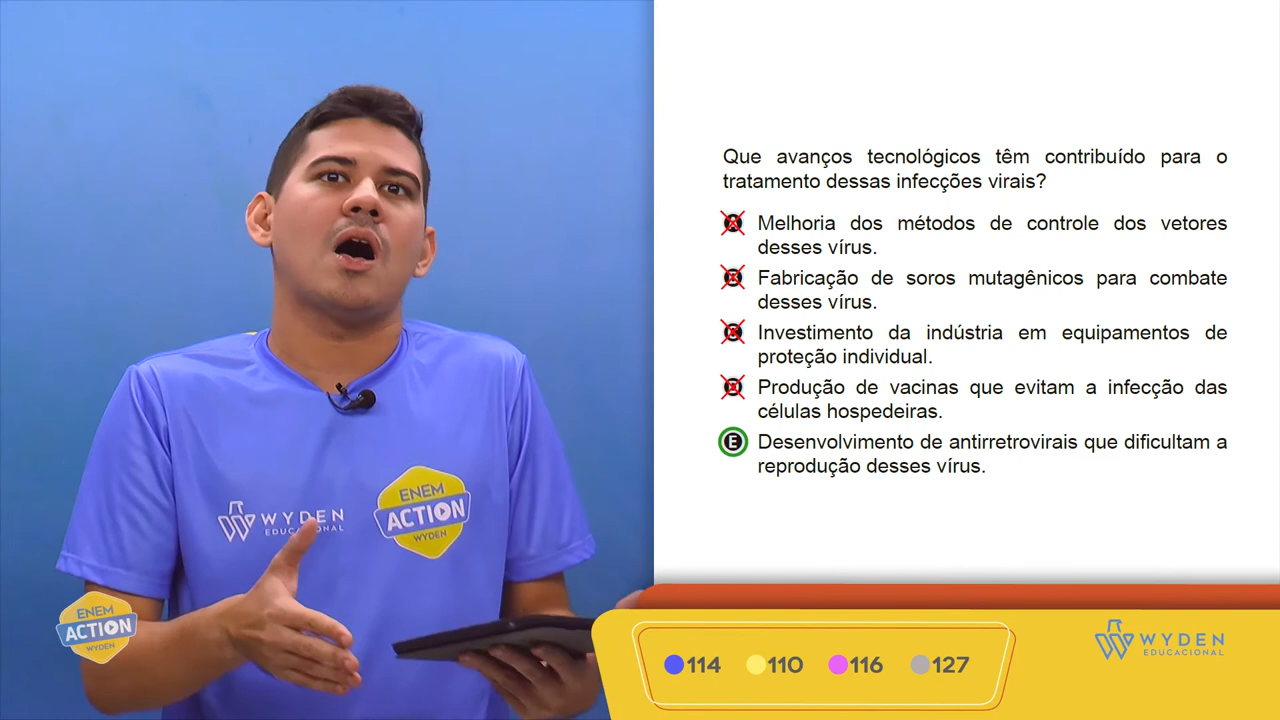 Que avanços tecnológicos têm contribuído para o
tratamento dessas infecções virais?
Melhoria dos métodos de controle dos vetores
desses vírus.
Fabricação de soros mutagênicos para combate
desses vírus.
Investimento da indústria em equipamentos de
proteção individual.
Produção de vacinas que evitam a infecção das
células hospedeiras.
E Desenvolvimento de antirretrovirais que dificultam a
reprodução desses vírus.
WYDEN
EDUCACIONAL
ENEM
ACTION
WYDEN
ENEM
ACTION
WYDEN
114 110 116 127
WYDEN
EDUCACIONAL